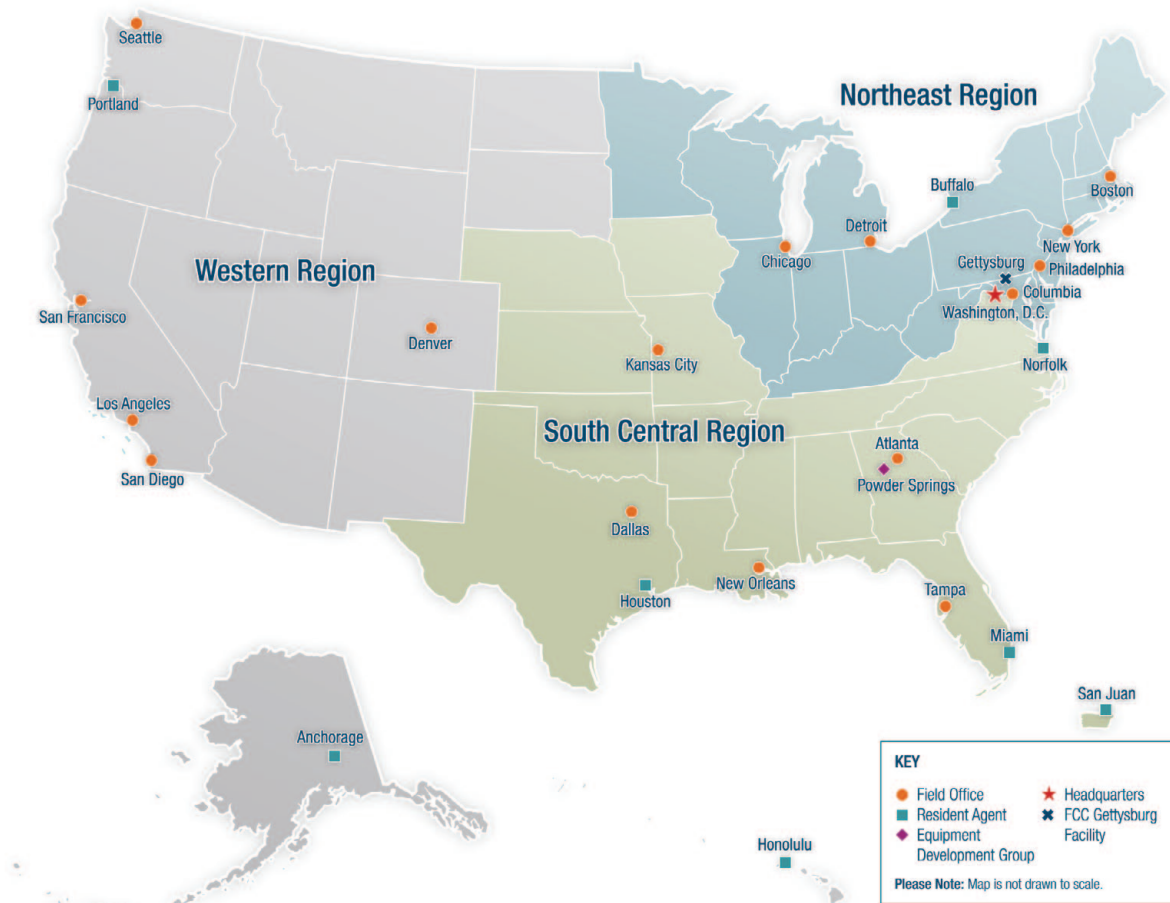 Seattle
Portland
Northeast Region
Buffalo
Boston
Detroit
New York
Chicago
Gettysburg
Philadelphia
Western Region
Columbia
Washington, D.C.
San Francisco
Denver
Kansas City
Norfolk
Los Angeles
South Central Region
Atlanta
San Diego
Powder Springs
Dallas
New Orleans
Houston
Tampa
Miami
San Juan
Anchorage
Honolulu
KEY
Field Office
Resident Agent
Equipment
Development Group
Headquarters
FCC Gettysburg
Facility
Please Note: Map is not drawn to scale.